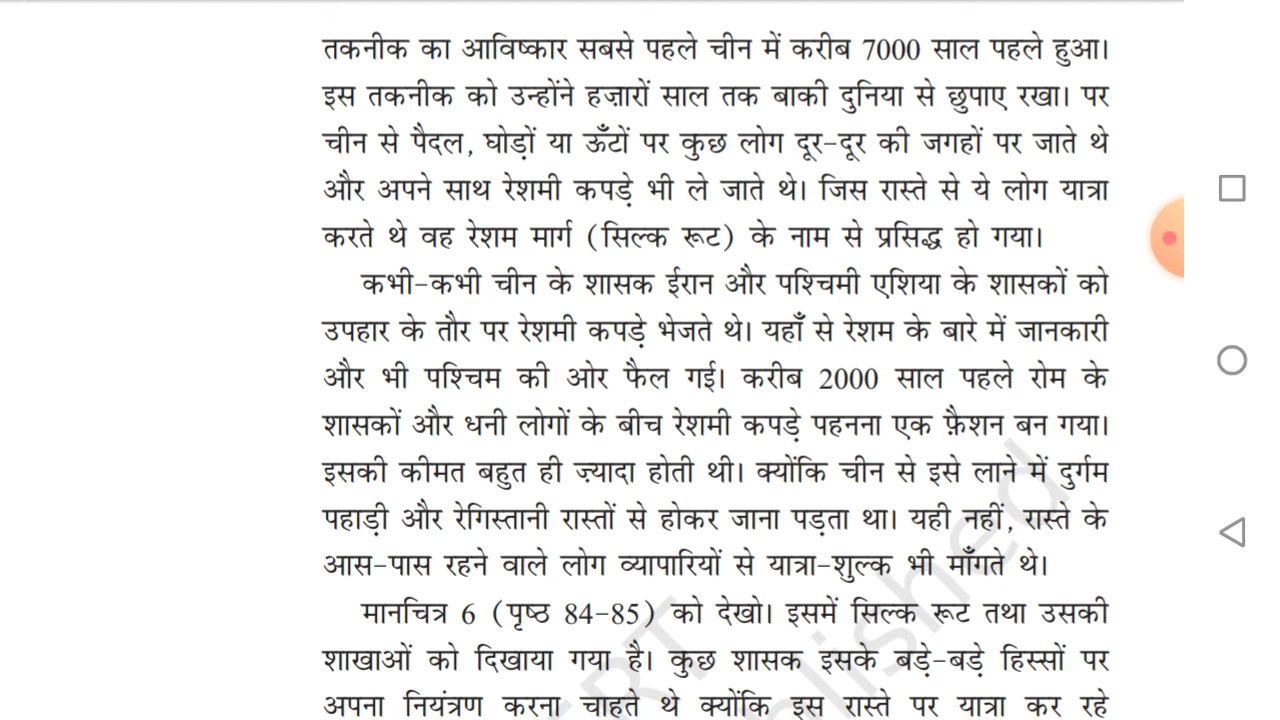 तकनीक का आविष्कार सबसे पहले चीन में करीब 7000 साल पहले हुआ।
इस तकनीक को उन्होंने हज़ारों साल तक बाकी दुनिया से छुपाए रखा। पर
चीन से पैदल, घोड़ों या ऊँटों पर कुछ लोग दूर-दूर की जगहों पर जाते थे
और अपने साथ रेशमी कपड़े भी ले जाते थे। जिस रास्ते से ये लोग यात्रा
करते थे वह रेशम मार्ग (सिल्क रूट) के नाम से प्रसिद्ध हो गया।
कभी-कभी चीन के शासक ईरान और पश्चिमी एशिया के शासकों को
उपहार के तौर पर रेशमी कपड़े भेजते थे। यहाँ से रेशम के बारे में जानकारी
और भी पश्चिम की ओर फैल गई। करीब 2000 साल पहले रोम के
शासकों और धनी लोगों के बीच रेशमी कपड़े पहनना एक फ़ैशन बन गया।
इसकी कीमत बहुत ही ज़्यादा होती थी। क्योंकि चीन से इसे लाने में दुर्गम
पहाड़ी और रेगिस्तानी रास्तों से होकर जाना पड़ता था। यही नहीं, रास्ते के
आस-पास रहने वाले लोग व्यापारियों से यात्रा-शुल्क भी माँगते थे।
मानचित्र 6 (पृष्ठ 84-85) को देखो। इसमें सिल्क रूट तथा उसकी
शाखाओं को दिखाया गया है। कुछ शासक इसके बड़े-बड़े हिस्सों पर
अपना नियंत्रण करना चाहते थे क्योंकि इस रास्ते पर यात्रा कर रहे